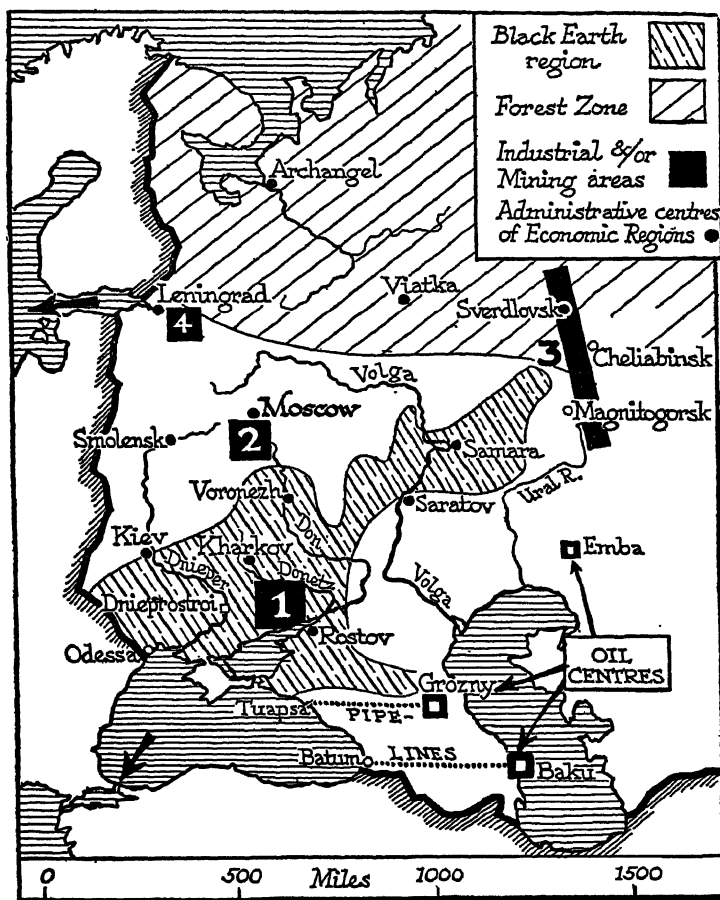 Black Earth
region
Forest Zone
Industrial &/or
Mining areas
Administrative centres
of Economic Regions
Archangel
Viatka
Leningrad
4
Sverdlovsk
3
Cheliabinsk
Volga
Moscow
Magnitogorsk
2
Smolensk
Samara
Voronezh
Saratov
Ural R.
Don
Kiev
Kharkov
Dnieper
Donetz
Emba
Volga
Dnieprostroi
1
Rostov
Odessa
OIL
CENTRES
Grozny
Tuapsa
PIPE-
Batum
LINES
Baku
0 500 Miles 1000 1500